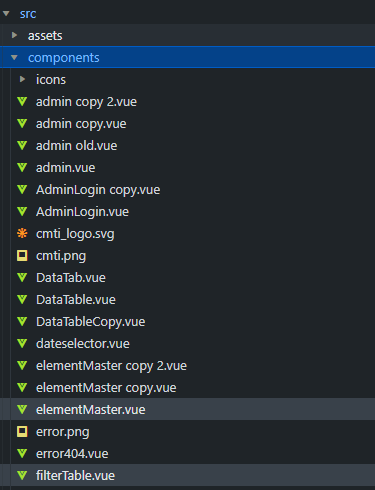 src
assets
components
icons
admin copy 2.vue
admin copy.vue
admin old.vue
admin.vue
AdminLogin copy.vue
AdminLogin.vue
cmti_logo.svg
cmti.png
DataTab.vue
DataTable.vue
DataTableCopy.vue
dateselector.vue
elementMaster copy 2.vue
elementMaster copy.vue
elementMaster.vue
error.png
error404.vue
filterTable.vue